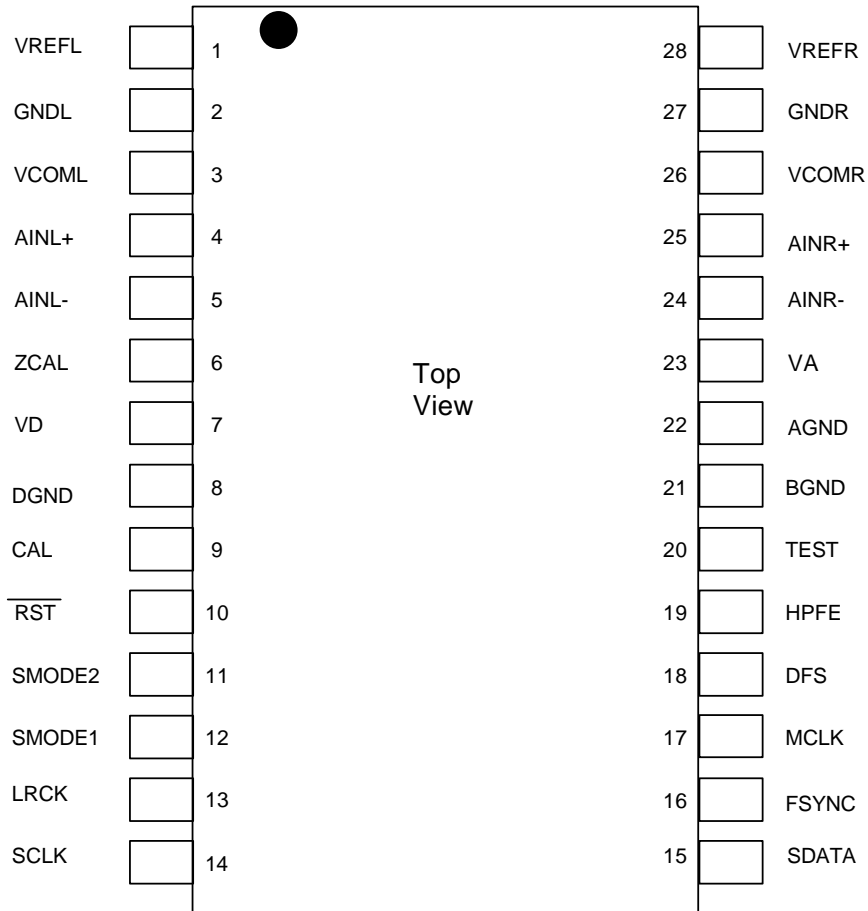 VREFL 1 28 VREFR
GNDL 2 27 GNDR
VCOML 3 26 VCOMR
AINL+ 4 25 AINR+
AINL- 5 24 AINR-
ZCAL 6 23 VA
Top
View
VD 7 22 AGND
DGND 8 21 BGND
CAL 9 20 TEST
RST 10 19 HPFE
SMODE2 11 18 DFS
SMODE1 12 17 MCLK
LRCK 13 16 FSYNC
SCLK 14 15 SDATA